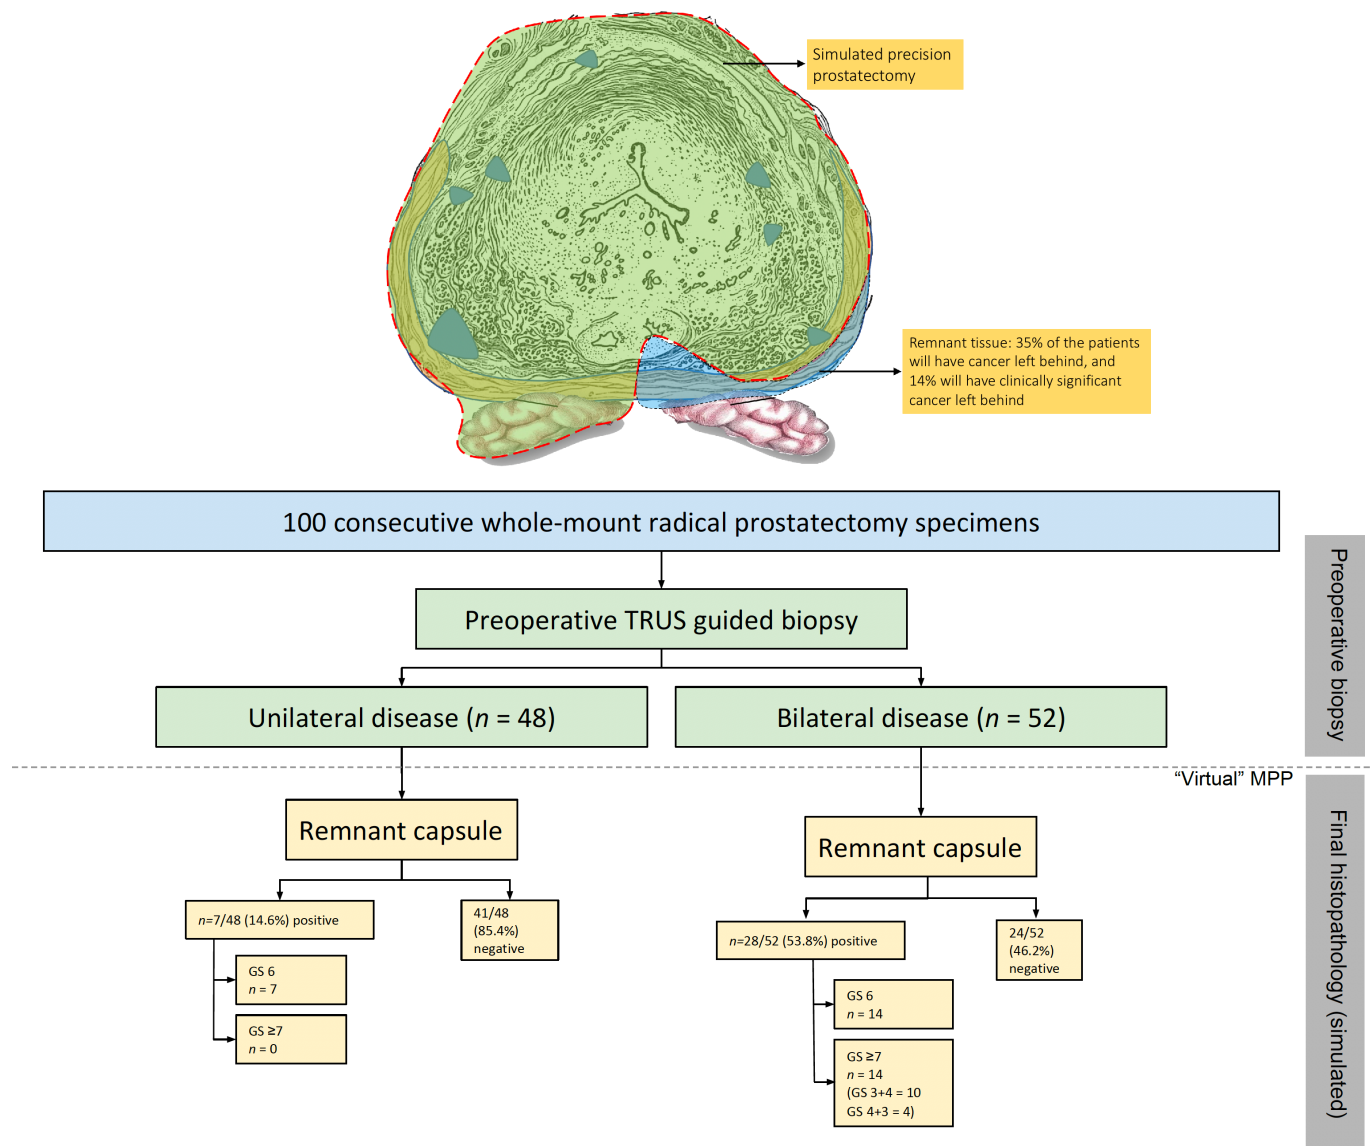 Simulated precision
prostatectomy
Remnant tissue: 35% of the patients
will have cancer left behind, and
14% will have clinically significant
cancer left behind
100 consecutive whole-mount radical prostatectomy specimens
Preoperative TRUS guided biopsy
Unilateral disease (n = 48)
Bilateral disease (n = 52)
Preoperative biopsy
“Virtual” MPP
Remnant capsule
Remnant capsule
n=7/48 (14.6%) positive
41/48
(85.4%)
negative
GS 6
n = 7
GS ≥7
n = 0
n=28/52 (53.8%) positive
24/52
(46.2%)
negative
GS 6
n = 14
GS ≥7
n = 14
(GS 3+4 = 10
GS 4+3 = 4)
Final histopathology (simulated)